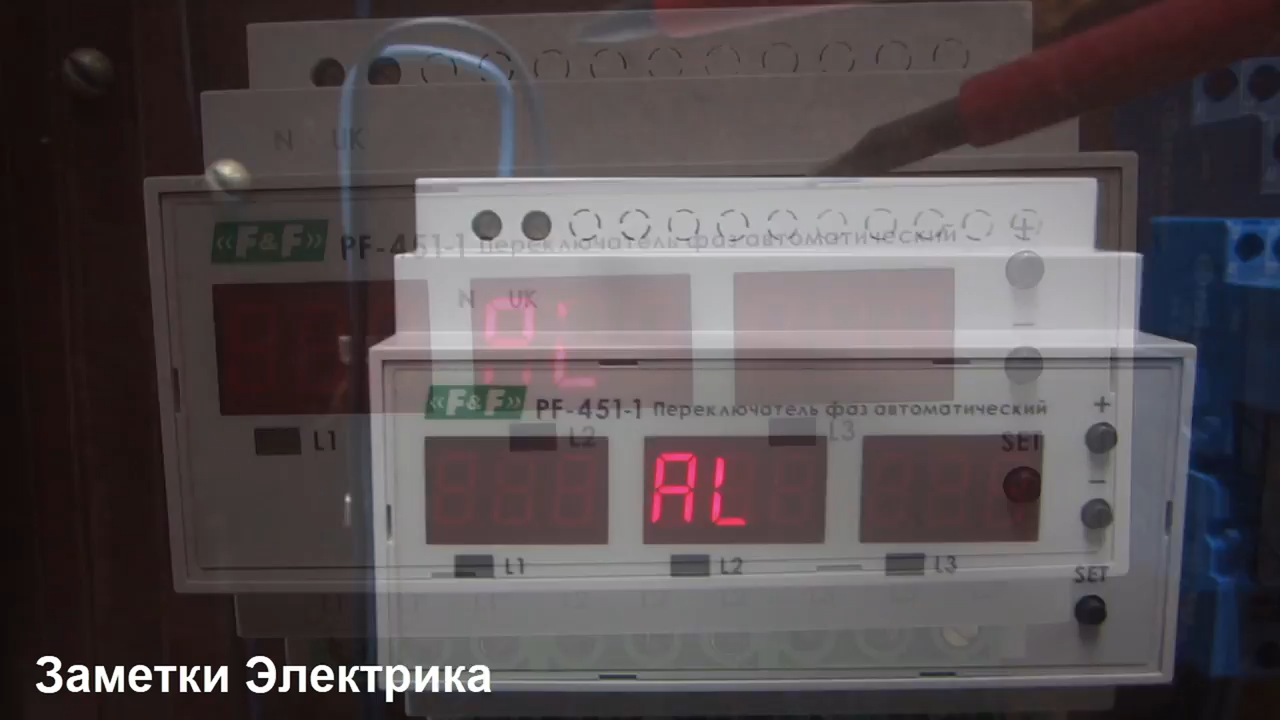 N UK
«F&F» PF-451-1 Переключатель фаз автоматический
N UK
AL
L1 L2 L3
SET
«F&F» PF-451-1 Переключатель фаз автоматический
+
AL
−
L1 L2 L3
SET
Заметки Электрика